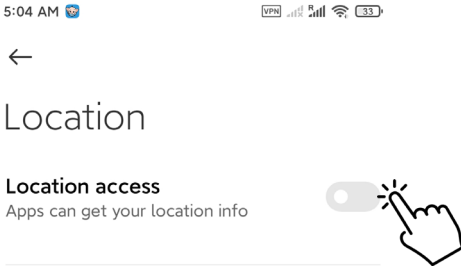 5:04 AM VPN R 33
Location
Location access
Apps can get your location info